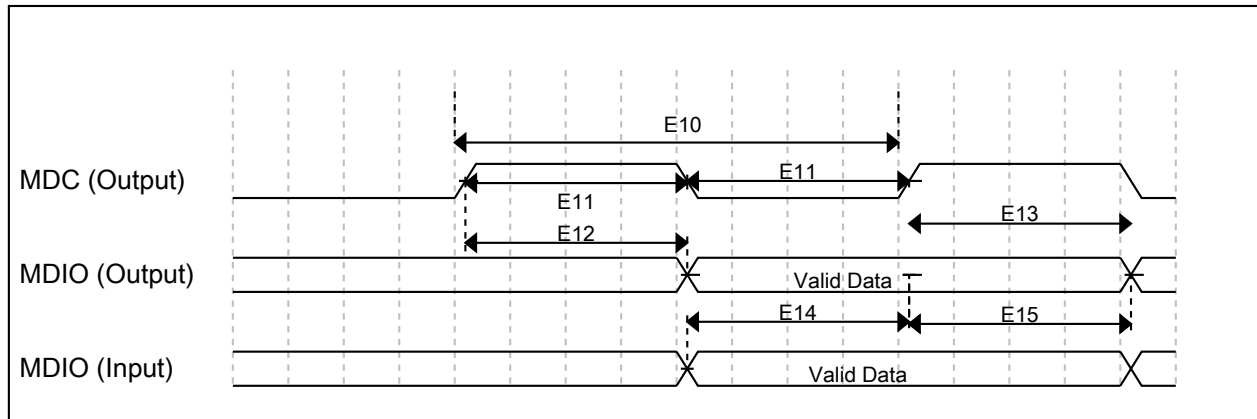 E10
MDC (Output)
E11
E11
E13
E12
MDIO (Output)
Valid Data
E14
E15
MDIO (Input)
Valid Data